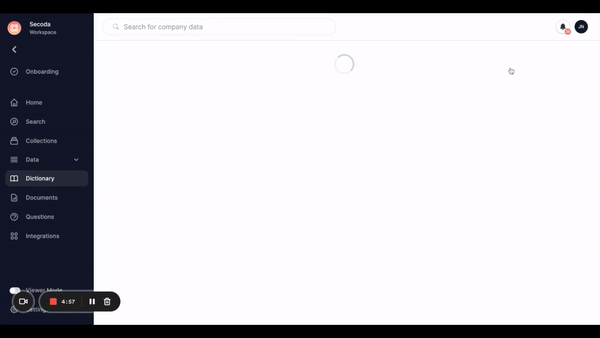 Secoda
Workspace
Search for company data
JN
Onboarding
Home
Search
Collections
Data
Dictionary
Documents
Questions
Integrations
Viewer Mode
4:57